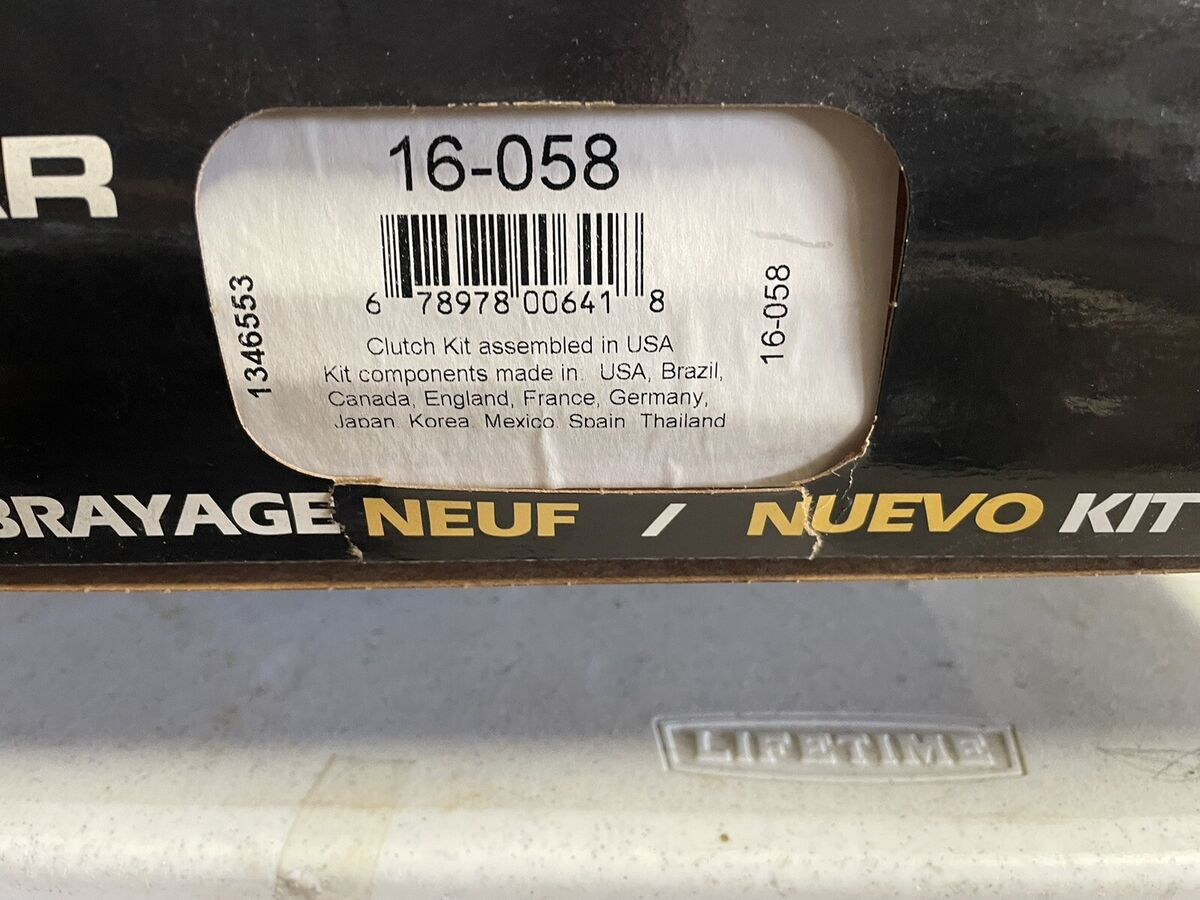 AR
16-058
6 78978 00641 8
1346553
16-058
Clutch Kit assembled in USA
Kit components made in: USA, Brazil,
Canada, England, France, Germany,
Japan, Korea, Mexico, Spain, Thailand
BRAYAGE NEUF / NUEVO KIT
LIFETIME